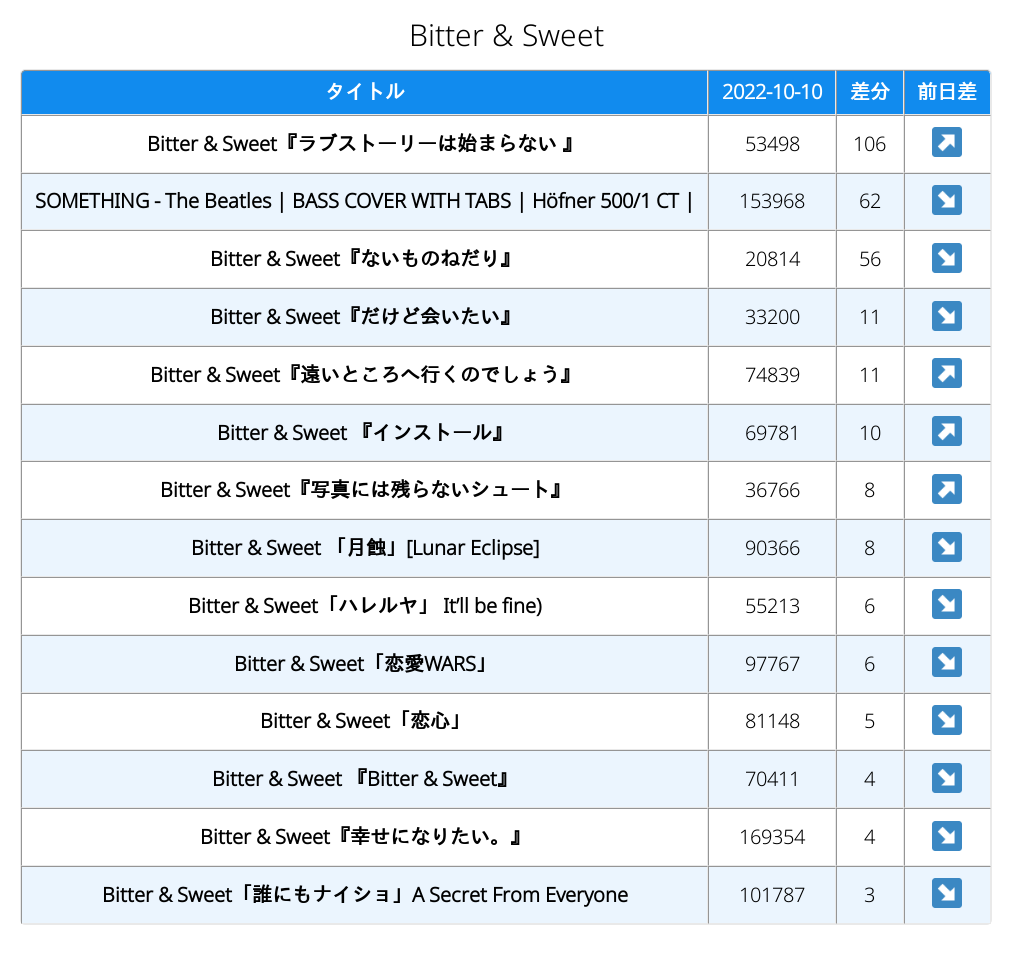 Bitter & Sweet
タイトル 2022-10-10 差分 前日差
Bitter & Sweet『ラブストーリーは始まらない 』 53498 106 ↗
SOMETHING - The Beatles | BASS COVER WITH TABS | Höfner 500/1 CT | 153968 62 ↘
Bitter & Sweet『ないものねだり』 20814 56 ↘
Bitter & Sweet『だけど会いたい』 33200 11 ↘
Bitter & Sweet『遠いところへ行くのでしょう』 74839 11 ↗
Bitter & Sweet 『インストール』 69781 10 ↗
Bitter & Sweet『写真には残らないシュート』 36766 8 ↗
Bitter & Sweet 「月蝕」[Lunar Eclipse] 90366 8 ↘
Bitter & Sweet「ハレルヤ」 It’ll be fine) 55213 6 ↘
Bitter & Sweet「恋愛WARS」 97767 6 ↘
Bitter & Sweet「恋心」 81148 5 ↘
Bitter & Sweet 『Bitter & Sweet』 70411 4 ↘
Bitter & Sweet『幸せになりたい。』 169354 4 ↘
Bitter & Sweet「誰にもナイショ」A Secret From Everyone 101787 3 ↘